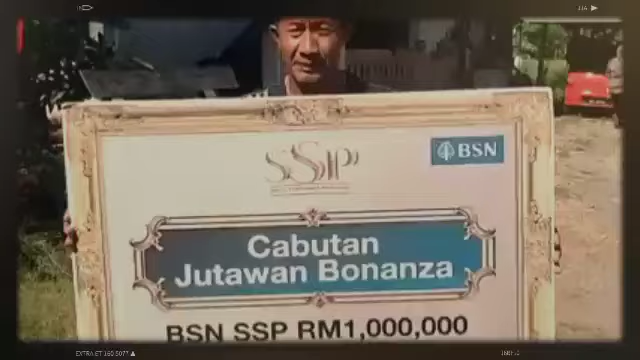 SSP
BSN
Cabutan
Jutawan Bonanza
BSN SSP RM1,000,000